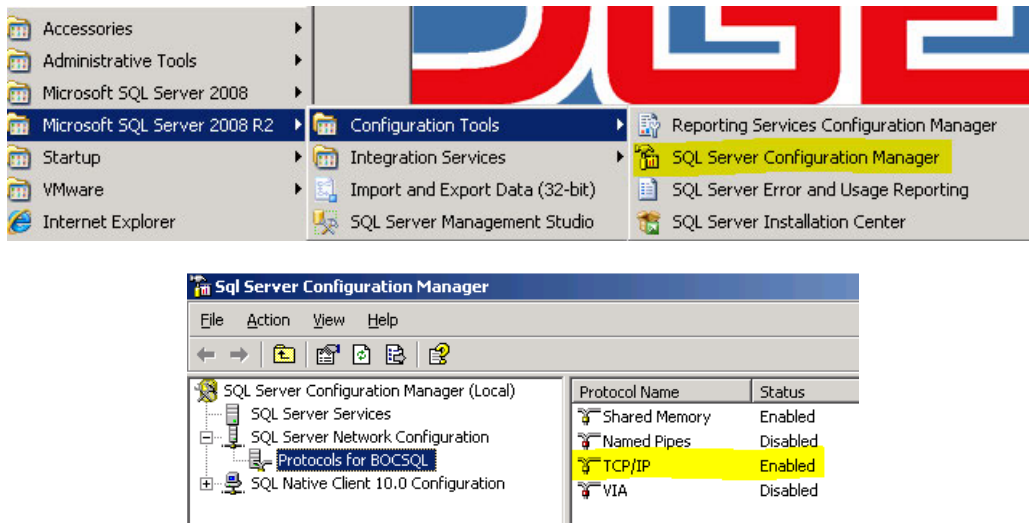 Accessories
Administrative Tools
Microsoft SQL Server 2008
Microsoft SQL Server 2008 R2
Startup
VMware
Internet Explorer
Configuration Tools
Integration Services
Import and Export Data (32-bit)
SQL Server Management Studio
Reporting Services Configuration Manager
SQL Server Configuration Manager
SQL Server Error and Usage Reporting
SQL Server Installation Center
Sql Server Configuration Manager
File Action View Help
SQL Server Configuration Manager (Local)
SQL Server Services
SQL Server Network Configuration
Protocols for BOCSQL
SQL Native Client 10.0 Configuration
Protocol Name Status
Shared Memory Enabled
Named Pipes Disabled
TCP/IP Enabled
VIA Disabled